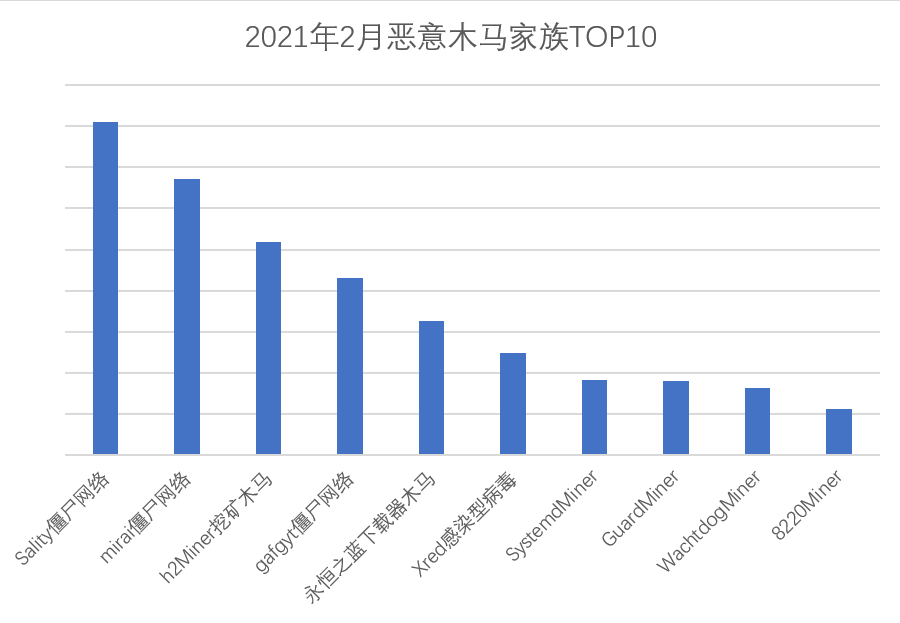 2021年2月恶意木马家族TOP10
Sality僵尸网络
mirai僵尸网络
h2Miner挖矿木马
gafgyt僵尸网络
永恒之蓝下载器木马
Xred感染型病毒
SystemdMiner
GuardMiner
WachtdogMiner
8220Miner